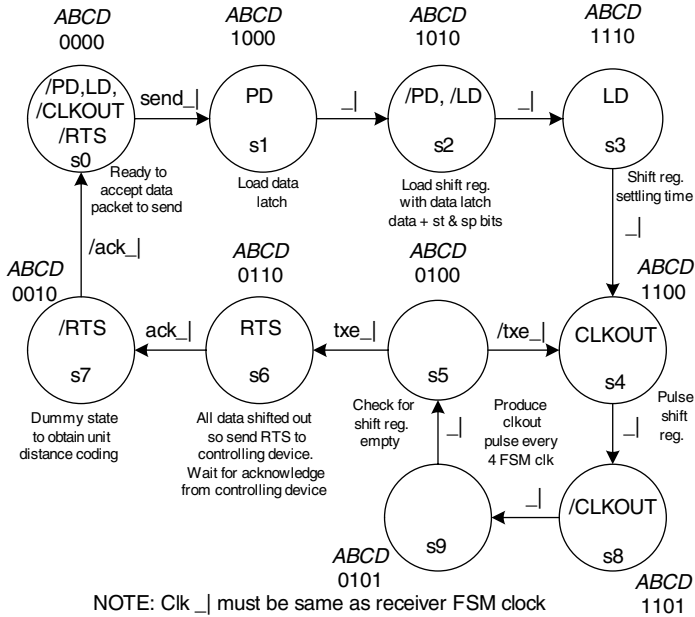 ABCD
0000
ABCD
1000
ABCD
1010
ABCD
1110
/PD,LD,
/CLKOUT
/RTS
s0
send_|
PD
s1
_|
/PD, /LD
s2
_|
LD
s3
Ready to
accept data
packet to send
Load data
latch
Load shift reg.
with data latch
data + st & sp bits
Shift reg.
settling time
_|
/ack_|
ABCD
0010
ABCD
0110
ABCD
0100
ABCD
1100
/RTS
s7
ack_|
RTS
s6
txe_|
s5
/txe_|
CLKOUT
s4
Dummy state
to obtain unit
distance coding
All data shifted out
so send RTS to
controlling device.
Wait for acknowledge
from controlling device
Check for
shift reg.
empty
_|
Produce
clkout
pulse every
4 FSM clk
Pulse
shift
reg.
_|
s9
_|
/CLKOUT
s8
ABCD
0101
ABCD
1101
NOTE: Clk _| must be same as receiver FSM clock